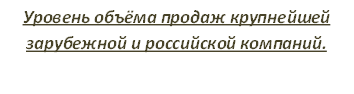 Уровень объёма продаж крупнейшей
зарубежной и российской компаний.